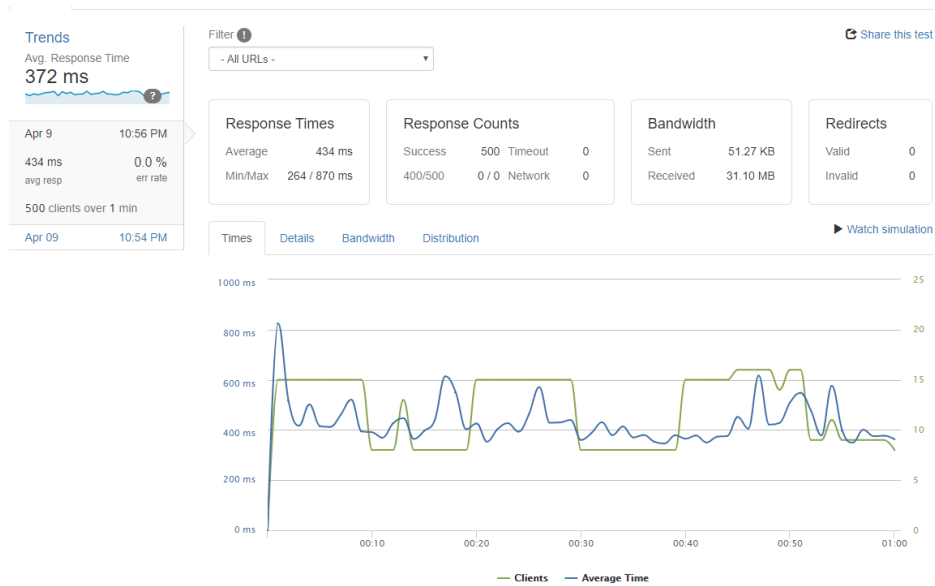 Trends
Avg. Response Time
372 ms
?
Apr 9 10:56 PM
434 ms 0.0 %
avg resp err rate
500 clients over 1 min
Apr 09 10:54 PM
Filter !
- All URLs -
Share this test
Response Times
Average 434 ms
Min/Max 264 / 870 ms
Response Counts
Success 500 Timeout 0
400/500 0 / 0 Network 0
Bandwidth
Sent 51.27 KB
Received 31.10 MB
Redirects
Valid 0
Invalid 0
Times Details Bandwidth Distribution
Watch simulation
1000 ms 25
800 ms 20
600 ms 15
400 ms 10
200 ms 5
0 ms 0
00:10 00:20 00:30 00:40 00:50 01:00
Clients Average Time